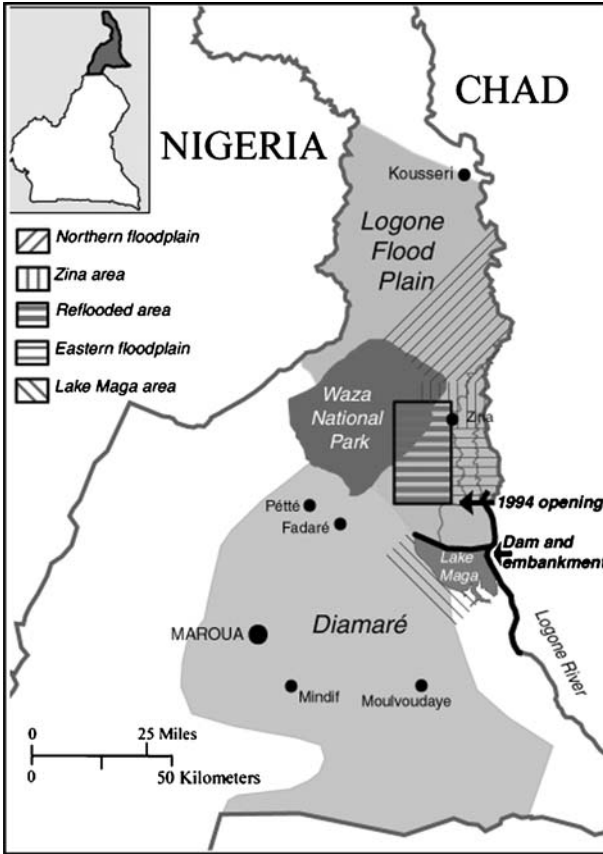 NIGERIA
CHAD
Kousseri
Logone
Flood
Plain
Northern floodplain
Zina area
Reflooded area
Eastern floodplain
Lake Maga area
Waza
National
Park
Zina
1994 opening
Pétté
Fadaré
Dam and
embankment
Lake
Maga
MAROUA
Diamaré
Logone River
Mindif
Moulvoudaye
0 25 Miles
0 50 Kilometers